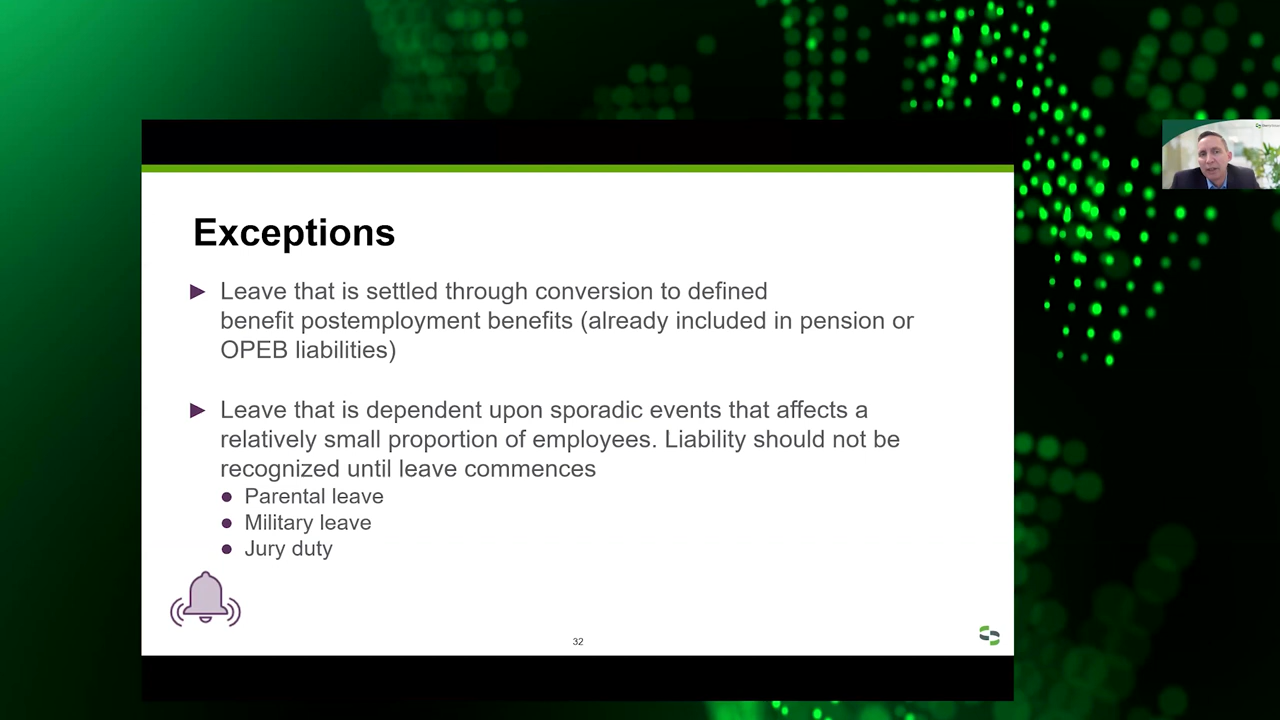 Exceptions
► Leave that is settled through conversion to defined
benefit postemployment benefits (already included in pension or
OPEB liabilities)
► Leave that is dependent upon sporadic events that affects a
relatively small proportion of employees. Liability should not be
recognized until leave commences
● Parental leave
● Military leave
● Jury duty
32